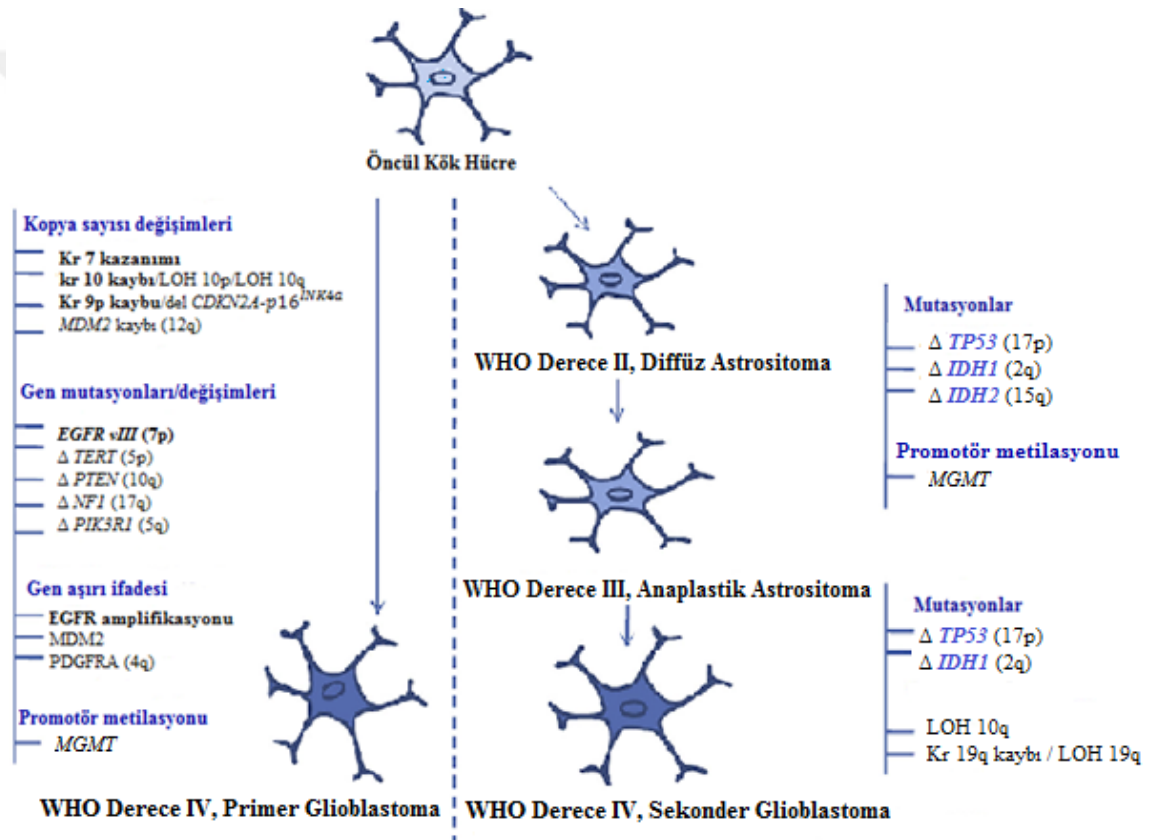 Öncül Kök Hücre
Kopya sayısı değişimleri
Kr 7 kazanımı
kr 10 kaybı/LOH 10p/LOH 10q
Kr 9p kaybu/del CDKN2A-p16^INK4a
MDM2 kaybı (12q)
Gen mutasyonları/değişimleri
EGFR vIII (7p)
Δ TERT (5p)
Δ PTEN (10q)
Δ NF1 (17q)
Δ PIK3R1 (5q)
Gen aşırı ifadesi
EGFR amplifikasyonu
MDM2
PDGFRA (4q)
Promotör metilasyonu
MGMT
WHO Derece IV, Primer Glioblastoma
WHO Derece II, Diffüz Astrositoma
WHO Derece III, Anaplastik Astrositoma
WHO Derece IV, Sekonder Glioblastoma
Mutasyonlar
Δ TP53 (17p)
Δ IDH1 (2q)
Δ IDH2 (15q)
Promotör metilasyonu
MGMT
Mutasyonlar
Δ TP53 (17p)
Δ IDH1 (2q)
LOH 10q
Kr 19q kaybı / LOH 19q